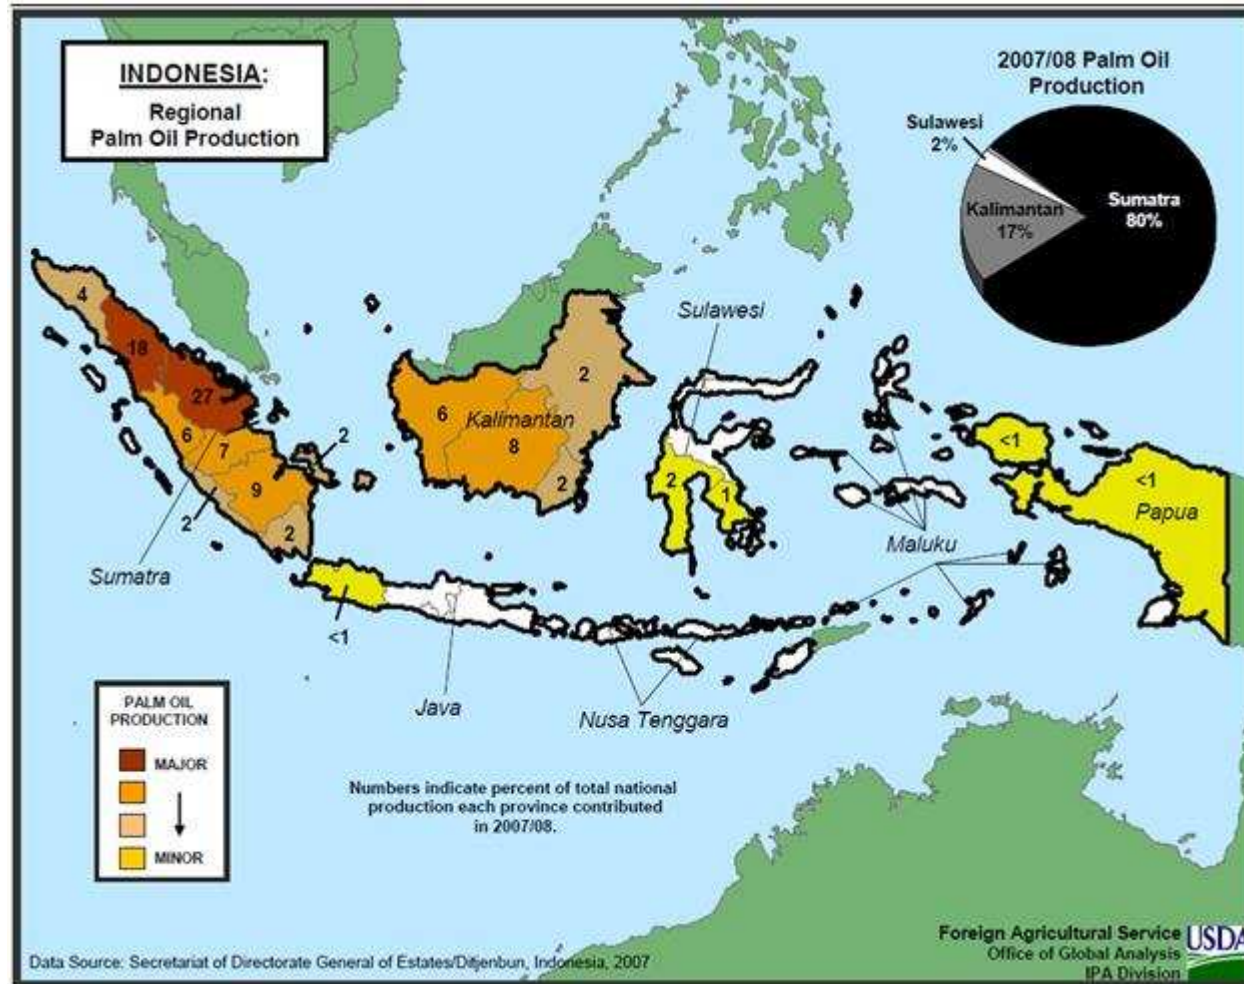 INDONESIA:
Regional
Palm Oil Production
2007/08 Palm Oil
Production
Sulawesi
2%
Kalimantan
17%
Sumatra
80%
4
18
27
6
7
2
9
2
2
Sumatra
6
Kalimantan
2
8
2
Sulawesi
2
1
<1
<1
Papua
Maluku
<1
Java
Nusa Tenggara
PALM OIL
PRODUCTION
MAJOR
MINOR
Numbers indicate percent of total national
production each province contributed
in 2007/08.
Foreign Agricultural Service
Office of Global Analysis
IPA Division
USDA
Data Source: Secretariat of Directorate General of Estates/Ditjenbun, Indonesia, 2007